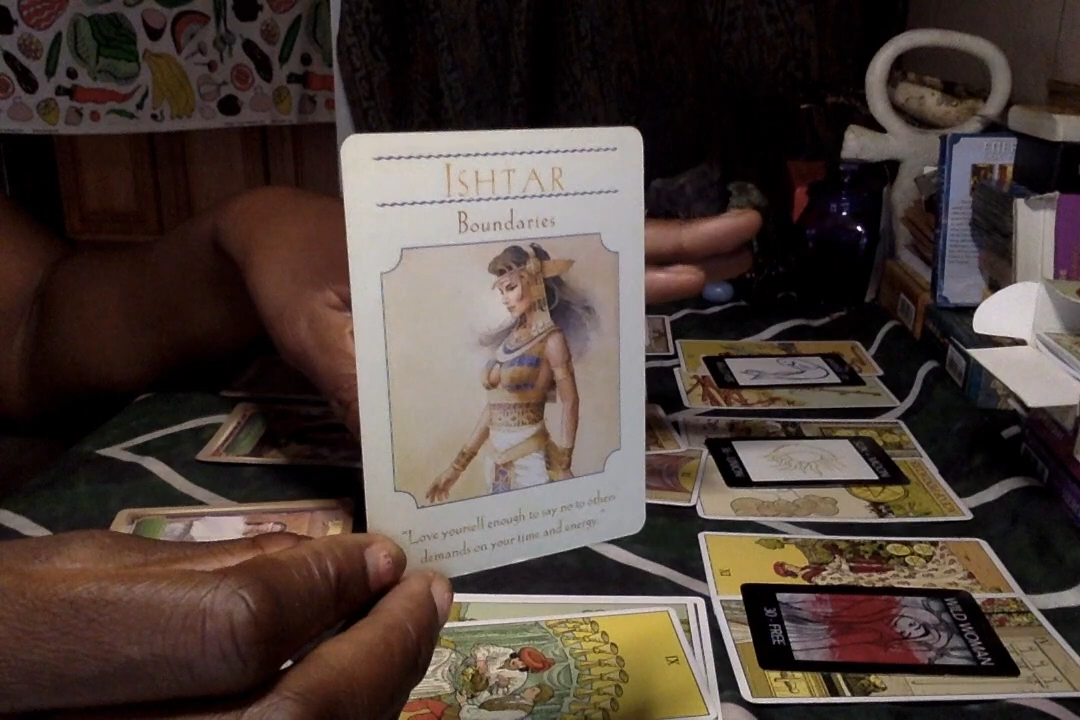 ISHTAR
Boundaries
"Love yourself enough to say no to others'
demands on your time and energy."
WILD WOMAN
30 - FREE
IX